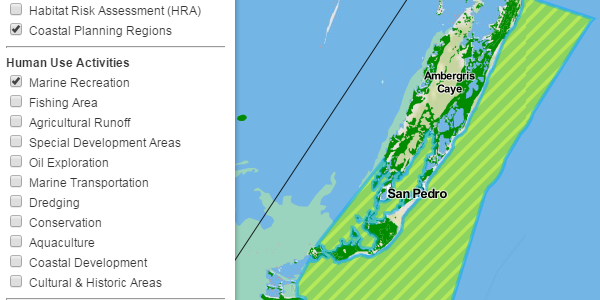 Habitat Risk Assessment (HRA)
Coastal Planning Regions
Human Use Activities
Marine Recreation
Fishing Area
Agricultural Runoff
Special Development Areas
Oil Exploration
Marine Transportation
Dredging
Conservation
Aquaculture
Coastal Development
Cultural & Historic Areas
Ambergris
Caye
San Pedro